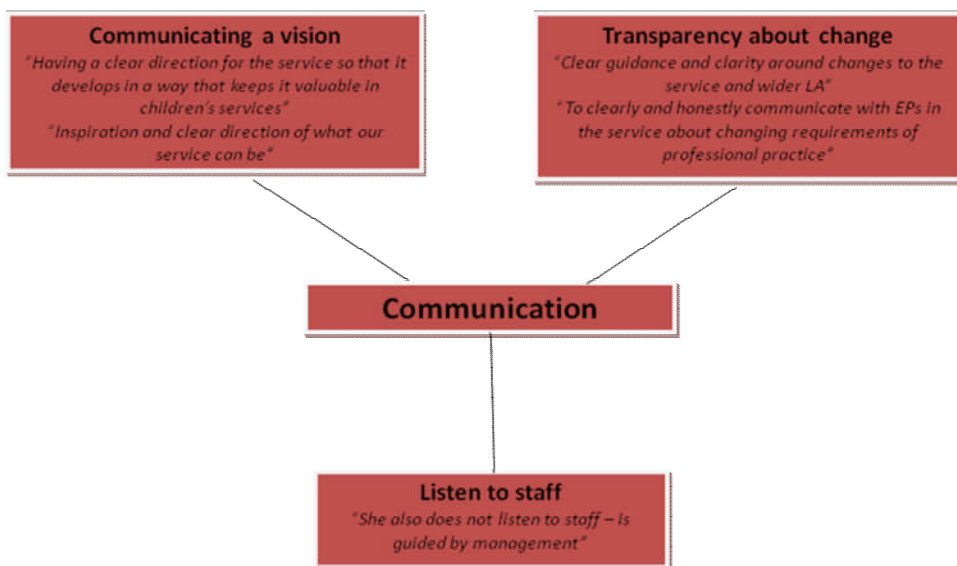 Communicating a vision
“Having a clear direction for the service so that it
develops in a way that keeps it valuable in
children’s services”
“Inspiration and clear direction of what our
service can be”
Transparency about change
“Clear guidance and clarity around changes to the
service and wider LA”
“To clearly and honestly communicate with EPs in
the service about changing requirements of
professional practice”
Communication
Listen to staff
“She also does not listen to staff – is
guided by management”